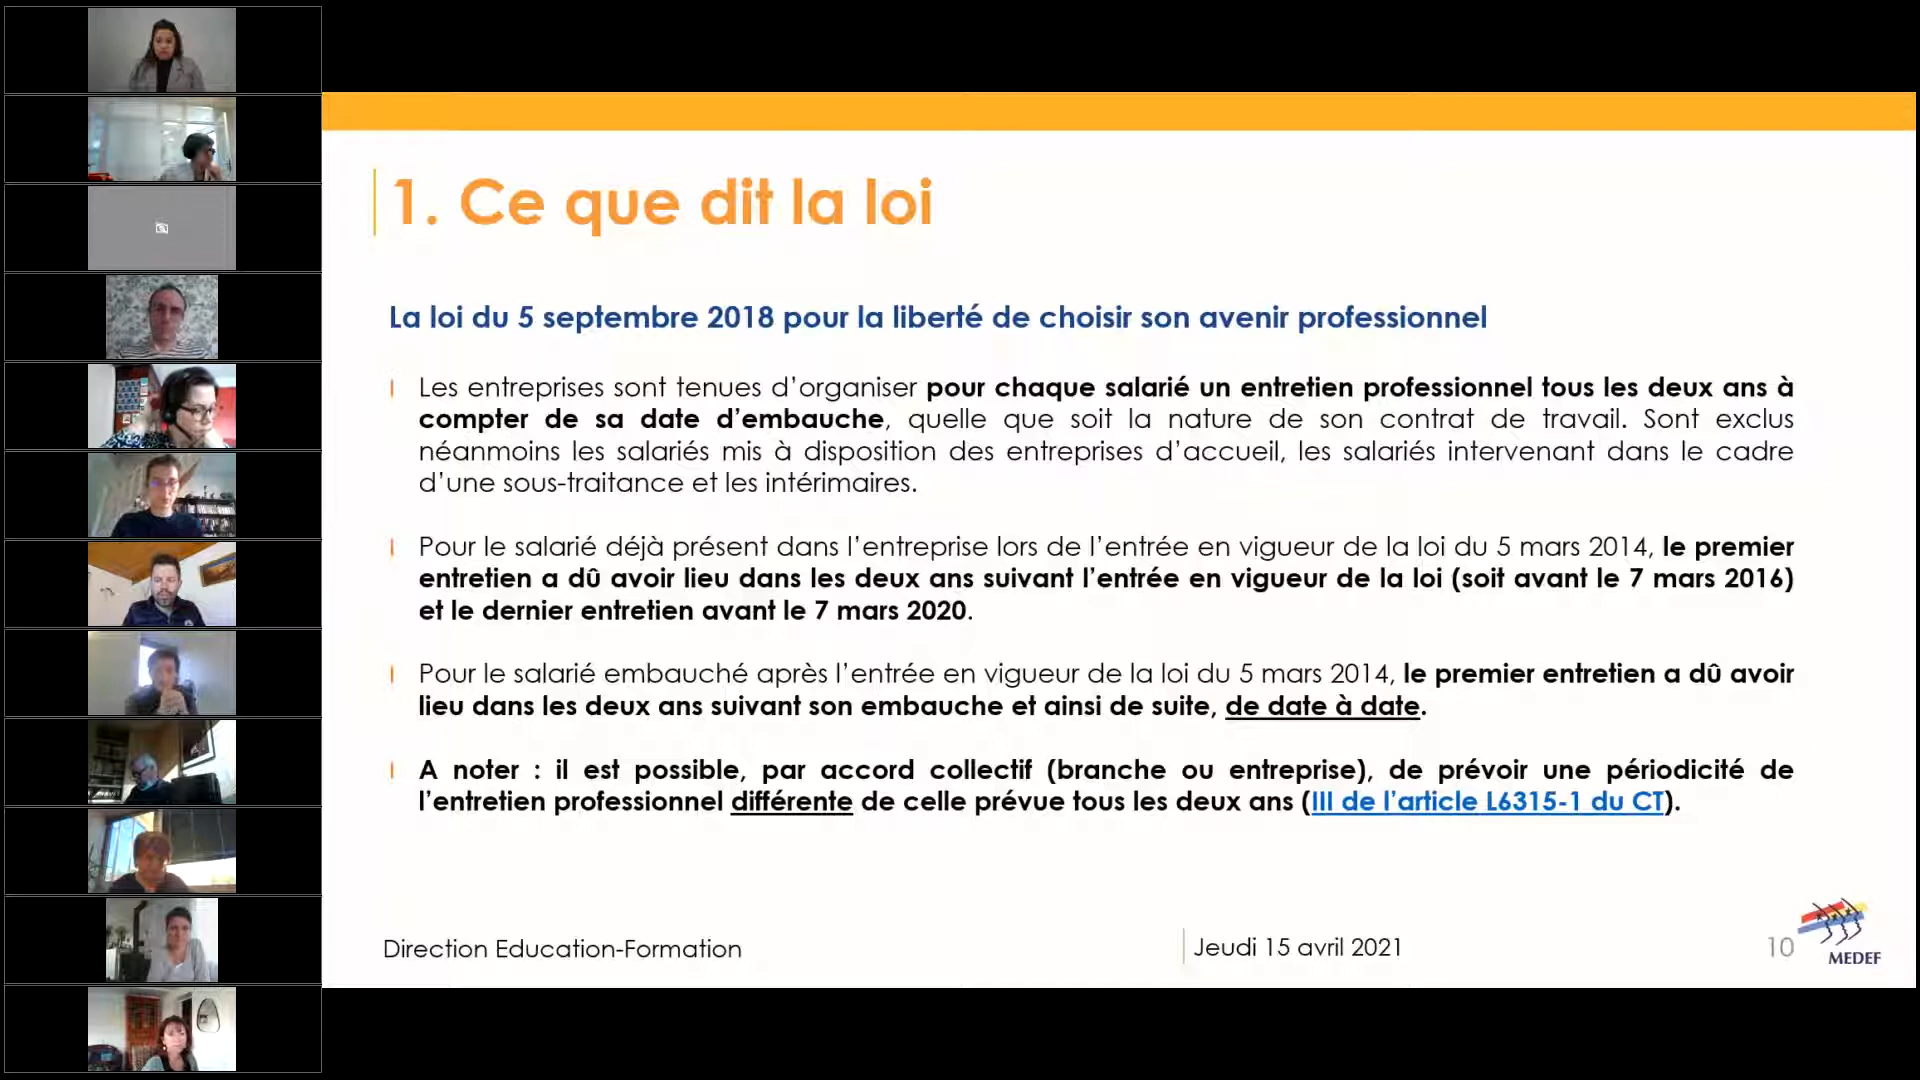 1. Ce que dit la loi
La loi du 5 septembre 2018 pour la liberté de choisir son avenir professionnel
Les entreprises sont tenues d’organiser pour chaque salarié un entretien professionnel tous les deux ans à
compter de sa date d’embauche, quelle que soit la nature de son contrat de travail. Sont exclus
néanmoins les salariés mis à disposition des entreprises d’accueil, les salariés intervenant dans le cadre
d’une sous-traitance et les intérimaires.
Pour le salarié déjà présent dans l’entreprise lors de l’entrée en vigueur de la loi du 5 mars 2014, le premier
entretien a dû avoir lieu dans les deux ans suivant l’entrée en vigueur de la loi (soit avant le 7 mars 2016)
et le dernier entretien avant le 7 mars 2020.
Pour le salarié embauché après l’entrée en vigueur de la loi du 5 mars 2014, le premier entretien a dû avoir
lieu dans les deux ans suivant son embauche et ainsi de suite, de date à date.
A noter : il est possible, par accord collectif (branche ou entreprise), de prévoir une périodicité de
l’entretien professionnel différente de celle prévue tous les deux ans (III de l’article L6315-1 du CT).
Direction Education-Formation
Jeudi 15 avril 2021
10
MEDEF